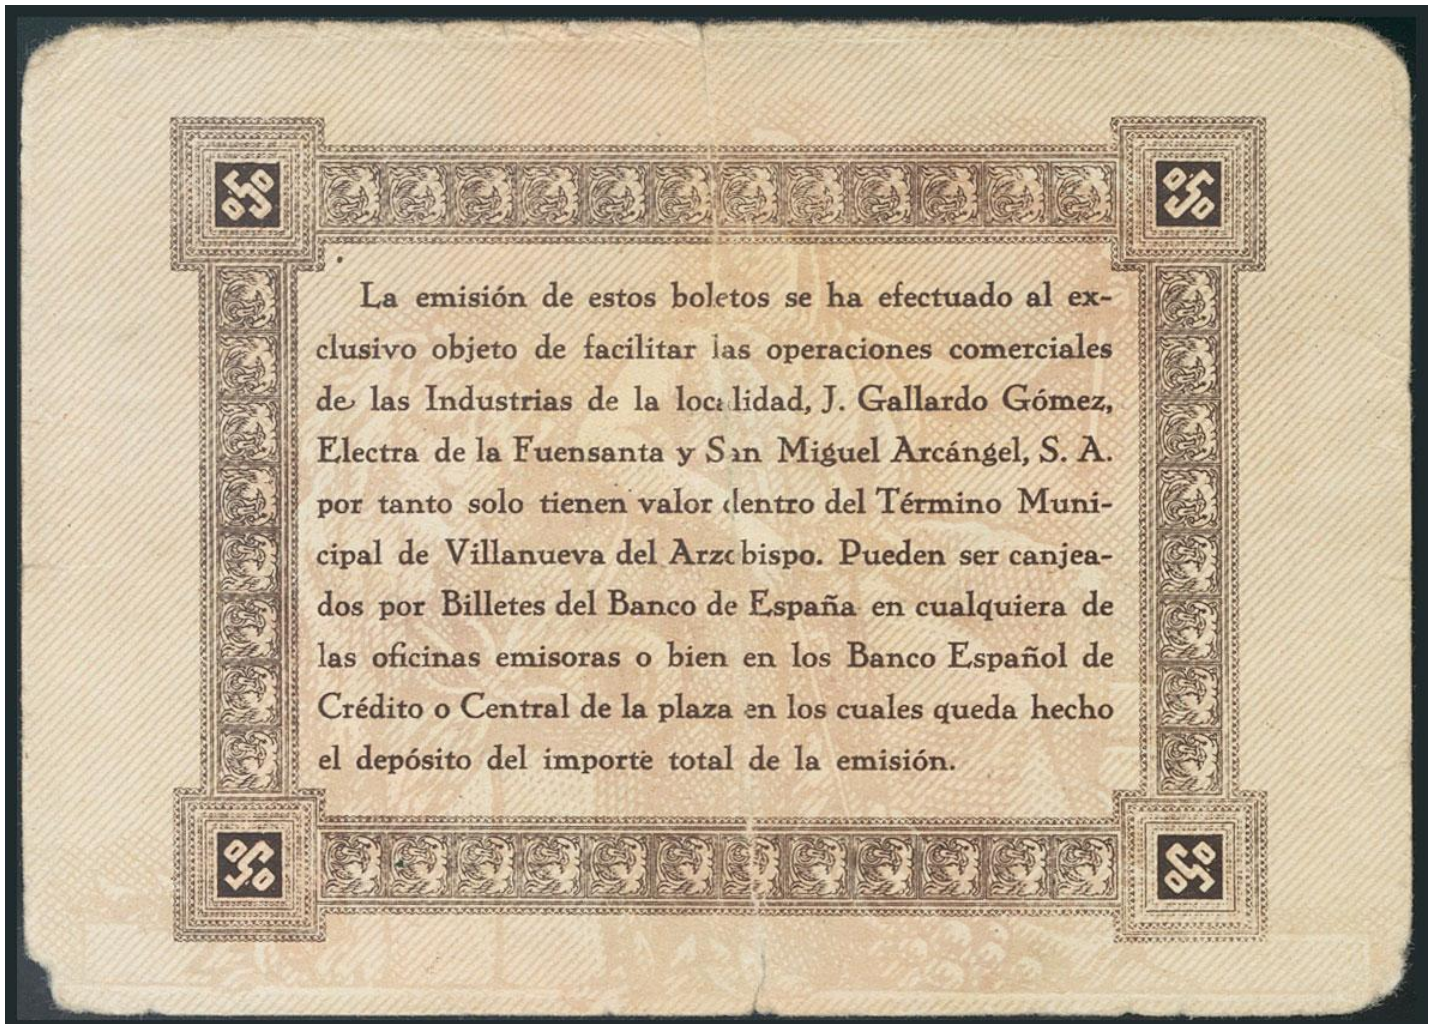 La emisión de estos boletos se ha efectuado al ex-
clusivo objeto de facilitar las operaciones comerciales
de las Industrias de la localidad, J. Gallardo Gómez,
Electra de la Fuensanta y San Miguel Arcángel, S. A.
por tanto solo tienen valor dentro del Término Muni-
cipal de Villanueva del Arzobispo. Pueden ser canjea-
dos por Billetes del Banco de España en cualquiera de
las oficinas emisoras o bien en los Banco Español de
Crédito o Central de la plaza en los cuales queda hecho
el depósito del importe total de la emisión.